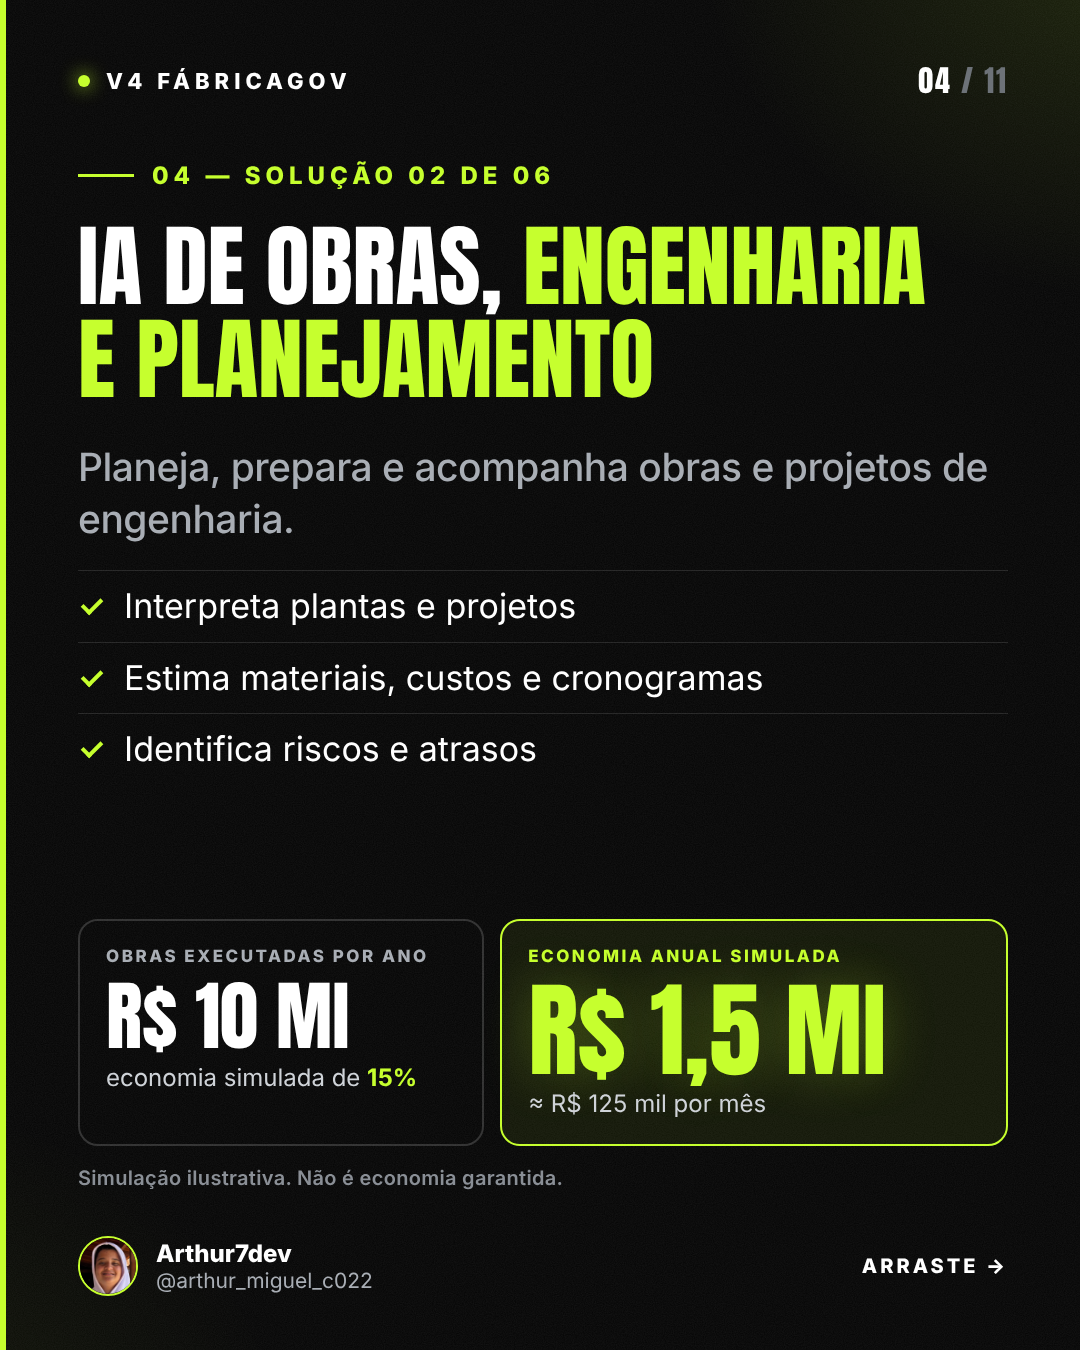 V4 FÁBRICAGOV
04 / 11
04 — SOLUÇÃO 02 DE 06
IA DE OBRAS, ENGENHARIA
E PLANEJAMENTO
Planeja, prepara e acompanha obras e projetos de
engenharia.
Interpreta plantas e projetos
Estima materiais, custos e cronogramas
Identifica riscos e atrasos
OBRAS EXECUTADAS POR ANO
R$ 10 MI
economia simulada de 15%
ECONOMIA ANUAL SIMULADA
R$ 1,5 MI
≈ R$ 125 mil por mês
Simulação ilustrativa. Não é economia garantida.
Arthur7dev
@arthur_miguel_c022
ARRASTE →